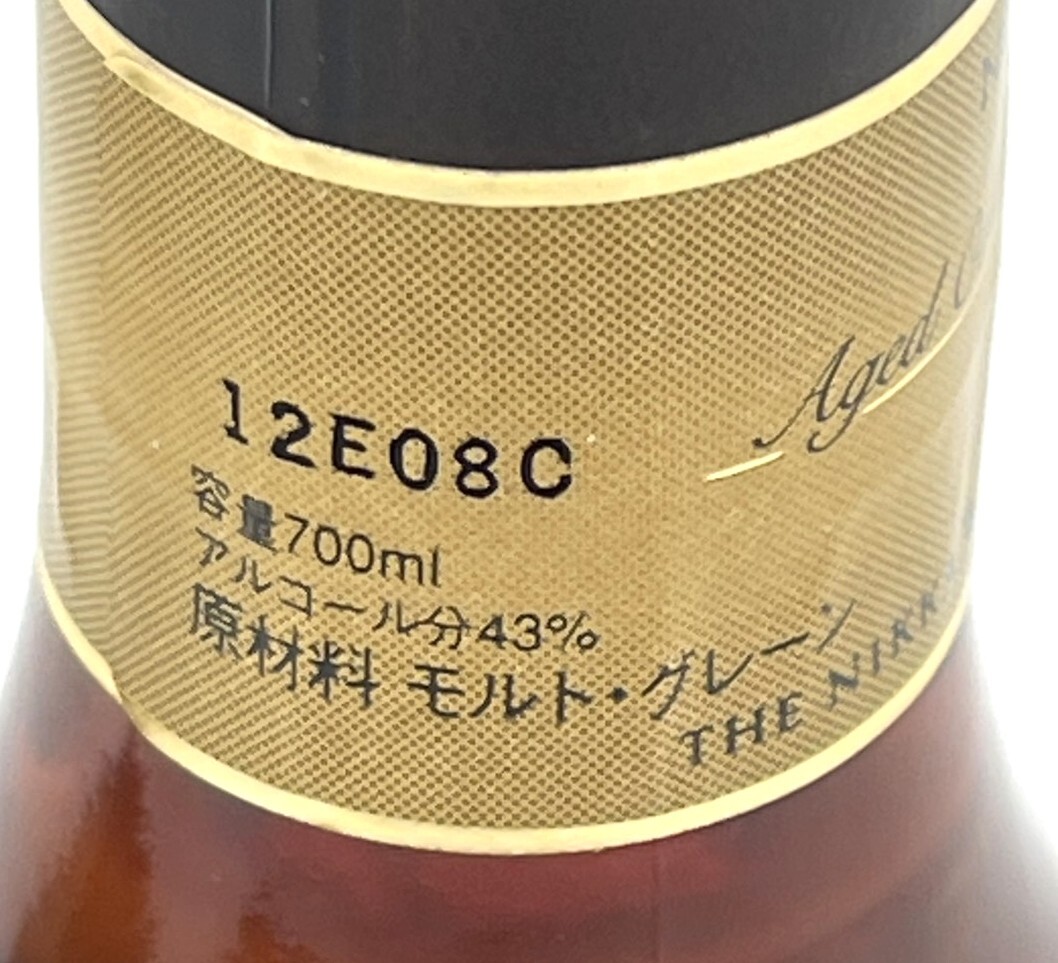 12E08C
容量700ml
アルコール分43%
原材料 モルト・グレーン
Aged
THE NIKK